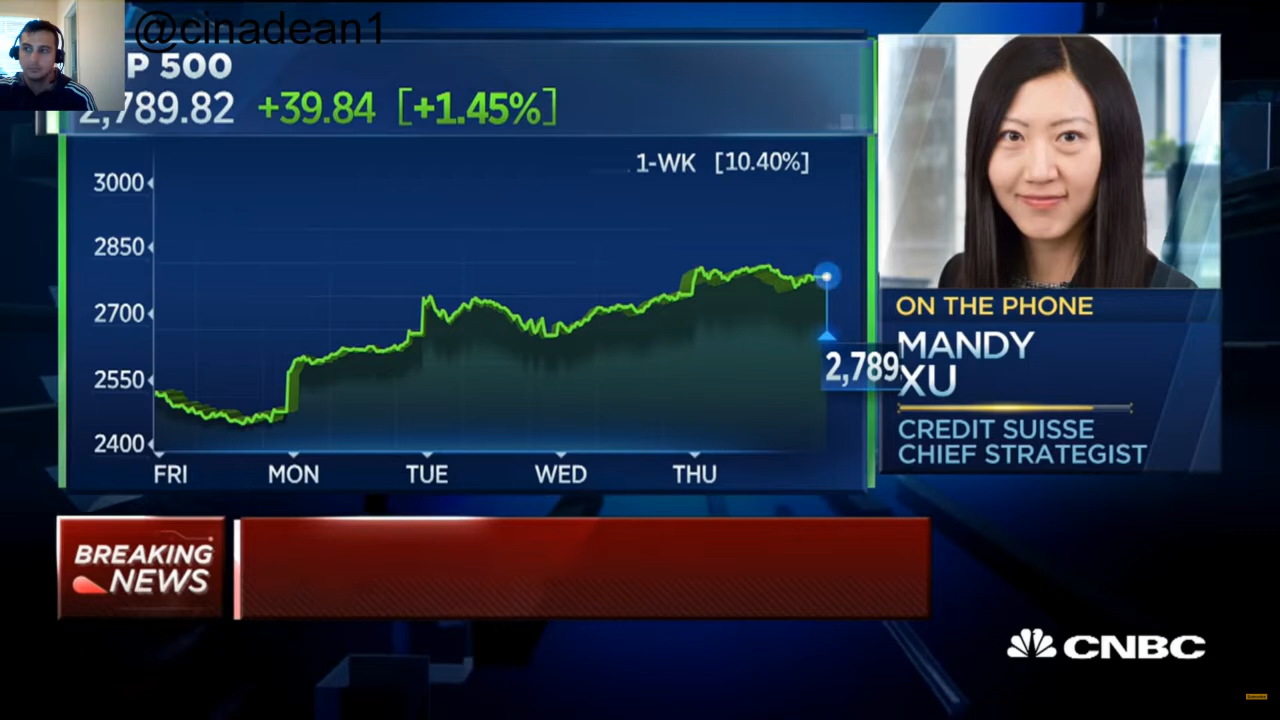 @cinadean1
P 500
2,789.82 +39.84 [+1.45%]
1-WK [10.40%]
3000
2850
2700
2550
2400
FRI MON TUE WED THU
2,789
ON THE PHONE
MANDY
XU
CREDIT SUISSE
CHIEF STRATEGIST
BREAKING
NEWS
CNBC